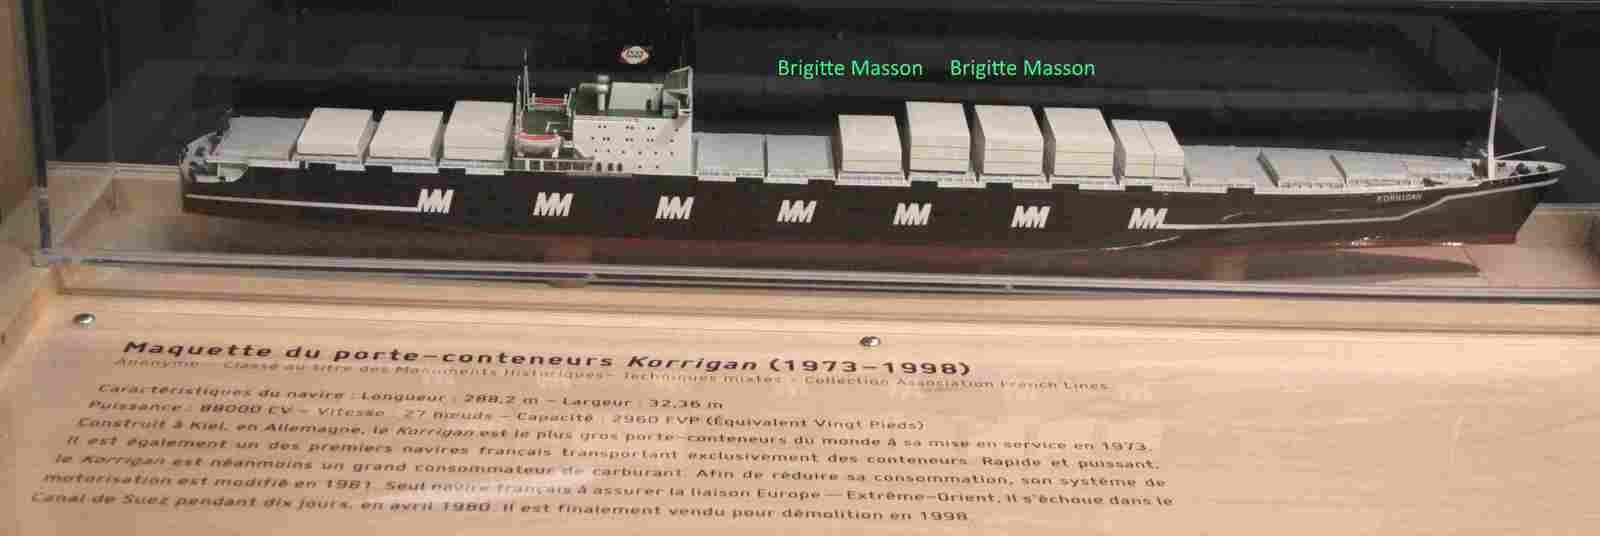 Brigitte Masson Brigitte Masson
MM MM MM MM MM MM MM
KORRIGAN
Maquette du porte-conteneurs Korrigan (1973-1998)
Anonyme - Classé au titre des Monuments Historiques - Techniques mixtes - Collection Association French Lines
Caractéristiques du navire : Longueur : 288,2 m - Largeur : 32,36 m
Puissance : 88000 CV - Vitesse : 27 nœuds - Capacité : 2960 EVP (Équivalent Vingt Pieds)
Construit à Kiel, en Allemagne, le Korrigan est le plus gros porte-conteneurs du monde à sa mise en service en 1973.
Il est également un des premiers navires français transportant exclusivement des conteneurs. Rapide et puissant,
le Korrigan est néanmoins un grand consommateur de carburant. Afin de réduire sa consommation, son système de
motorisation est modifié en 1981. Seul navire français à assurer la liaison Europe — Extrême-Orient, il s'échoue dans le
Canal de Suez pendant dix jours, en avril 1980. Il est finalement vendu pour démolition en 1998.